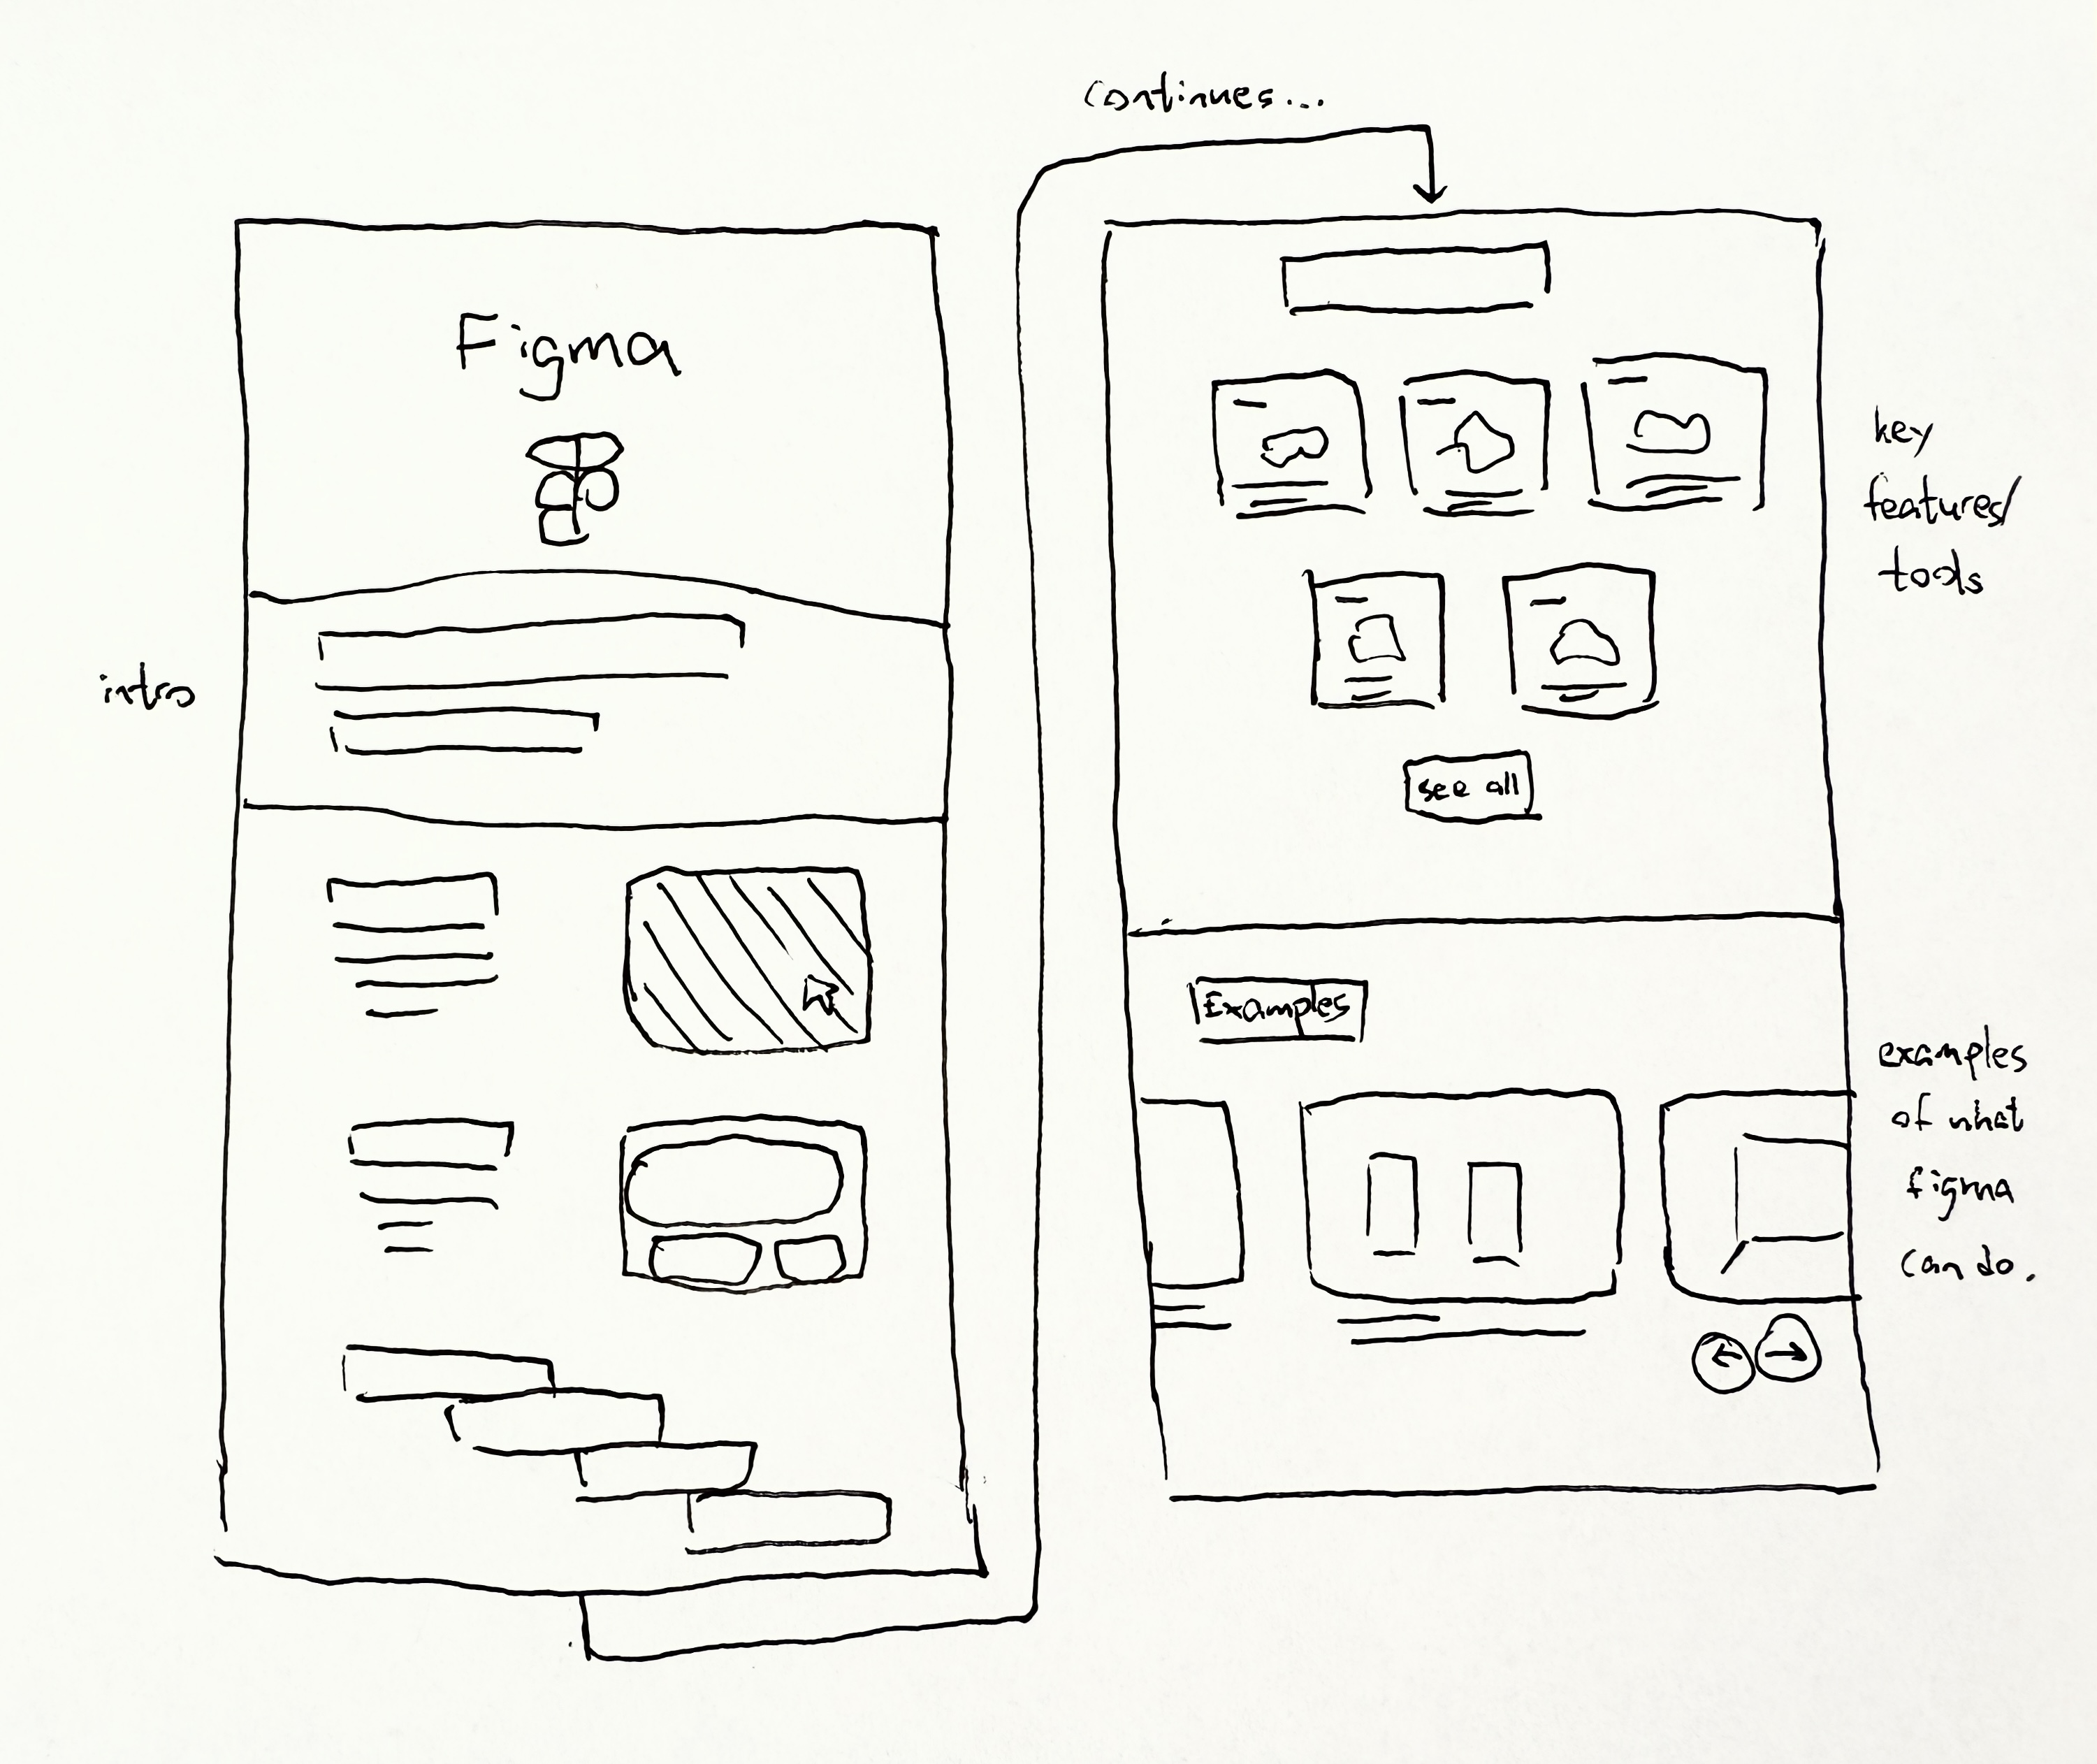 continues...
Figma
intro
key
features/
tools
see all
Examples
examples
of what
figma
can do.